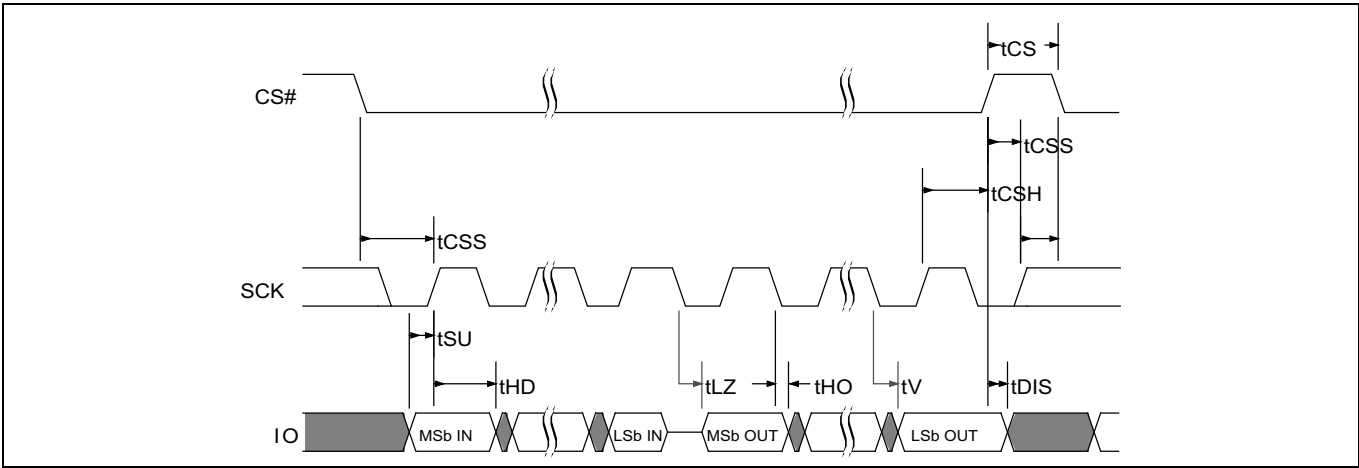 tCS
CS#
tCSS
tCSH
tCSS
SCK
tSU
tHD
tLZ
tHO
tV
tDIS
IO
MSb IN
LSb IN
MSb OUT
LSb OUT